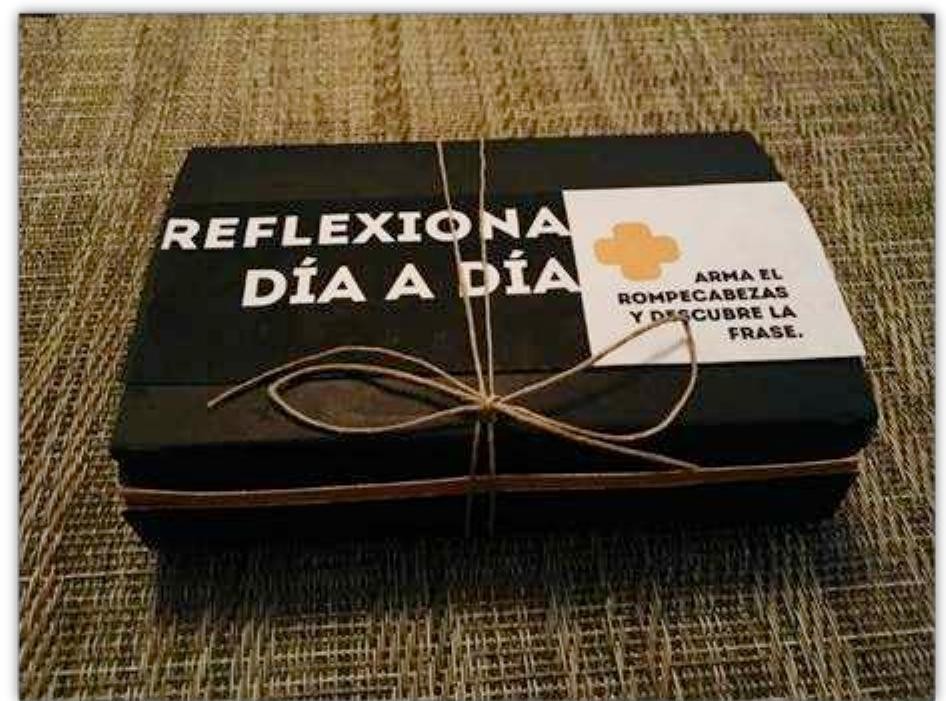 REFLEXIONA
DÍA A DÍA
ARMA EL
ROMPECABEZAS
Y DESCUBRE LA
FRASE.